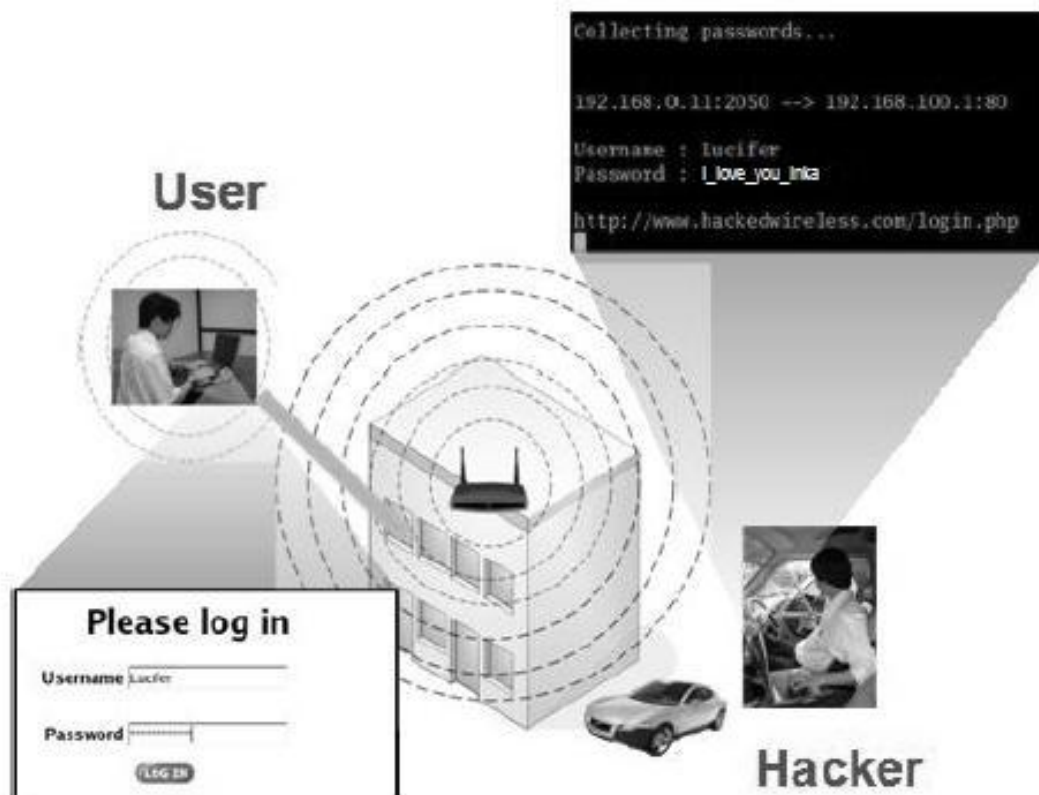 Collecting passwords...
192.168.0.11:2050 --> 192.168.100.1:80
Username : Lucifer
Password : I_love_you_Inka
http://www.hackedwireless.com/login.php
User
Please log in
Username Lucifer
Password
LOG IN
Hacker